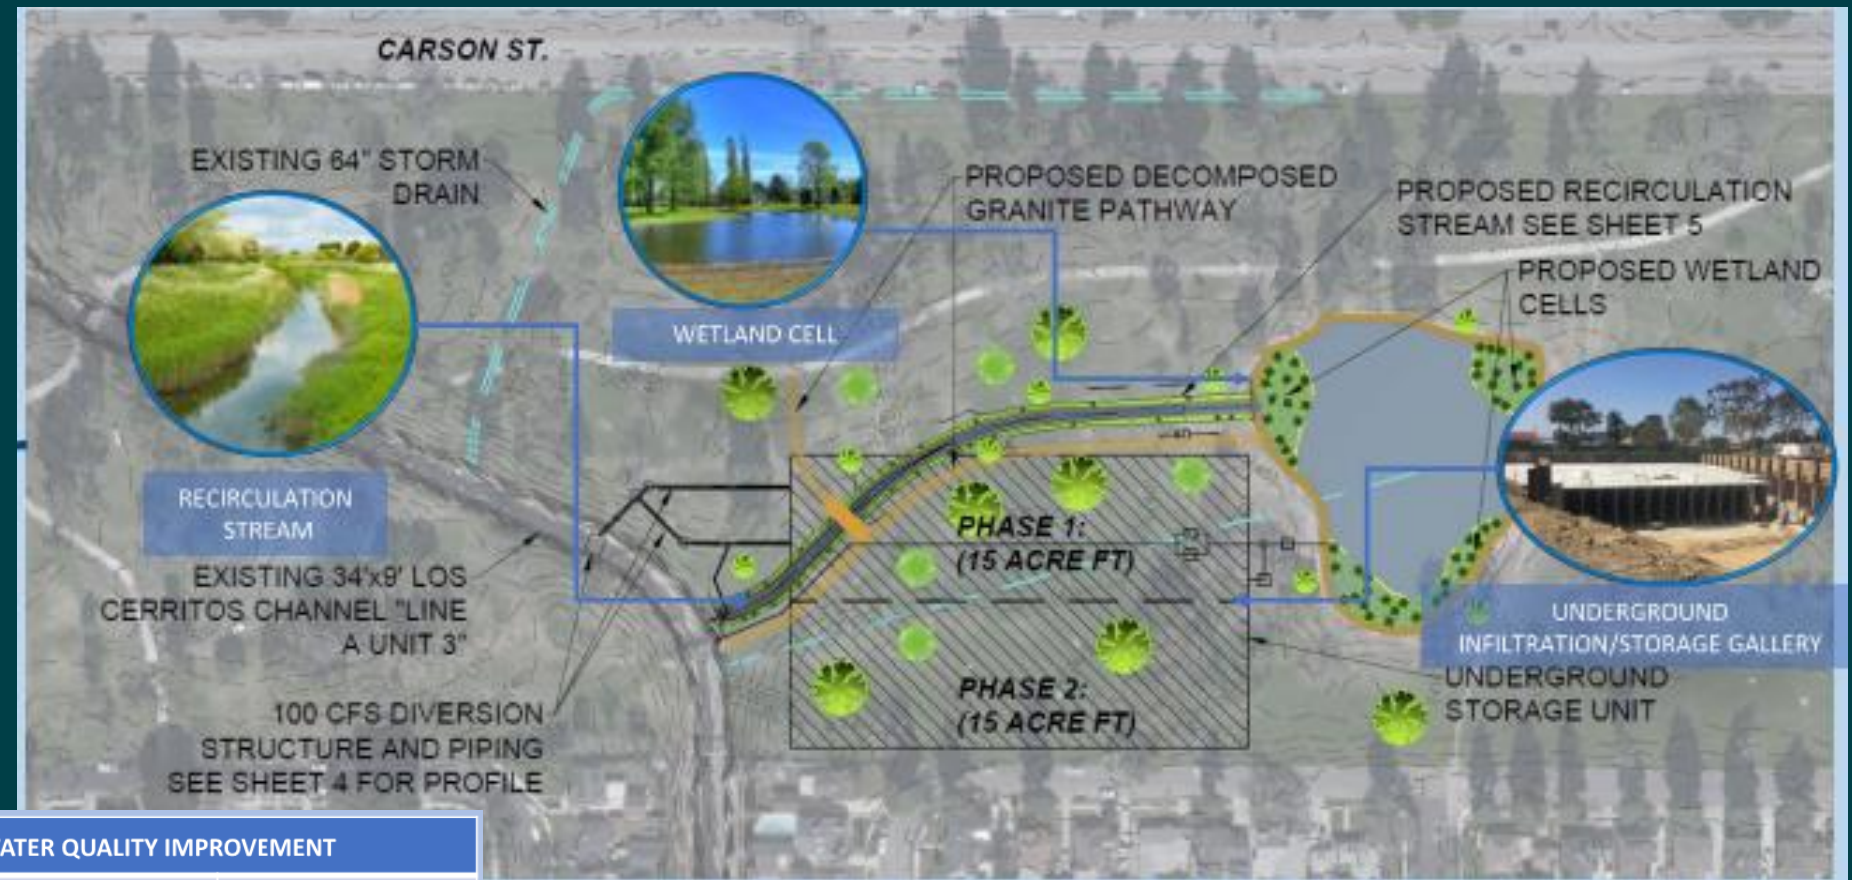 CARSON ST.
EXISTING 64" STORM
DRAIN
PROPOSED DECOMPOSED
GRANITE PATHWAY
PROPOSED RECIRCULATION
STREAM SEE SHEET 5
PROPOSED WETLAND
CELLS
WETLAND CELL
RECIRCULATION
STREAM
EXISTING 34'x9' LOS
CERRITOS CHANNEL "LINE
A UNIT 3"
100 CFS DIVERSION
STRUCTURE AND PIPING
SEE SHEET 4 FOR PROFILE
PHASE 1:
(15 ACRE FT)
PHASE 2:
(15 ACRE FT)
UNDERGROUND
INFILTRATION/STORAGE GALLERY
UNDERGROUND
STORAGE UNIT
ATER QUALITY IMPROVEMENT